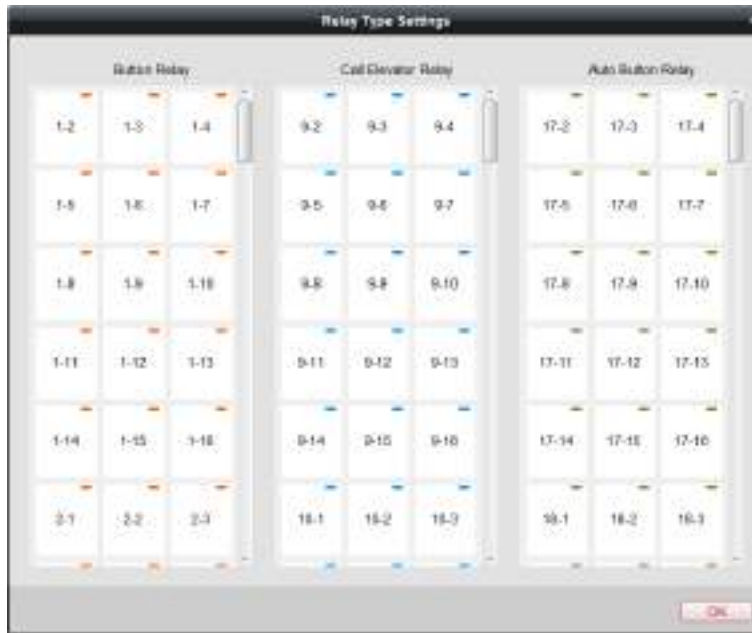 Relay Type Settings
Button Relay Call Elevator Relay Auto Button Relay
1-2 1-3 1-4 9-2 9-3 9-4 17-2 17-3 17-4
1-5 1-6 1-7 9-5 9-6 9-7 17-5 17-6 17-7
1-8 1-9 1-10 9-8 9-9 9-10 17-8 17-9 17-10
1-11 1-12 1-13 9-11 9-12 9-13 17-11 17-12 17-13
1-14 1-15 1-16 9-14 9-15 9-16 17-14 17-15 17-16
2-1 2-2 2-3 10-1 10-2 10-3 18-1 18-2 18-3
OK